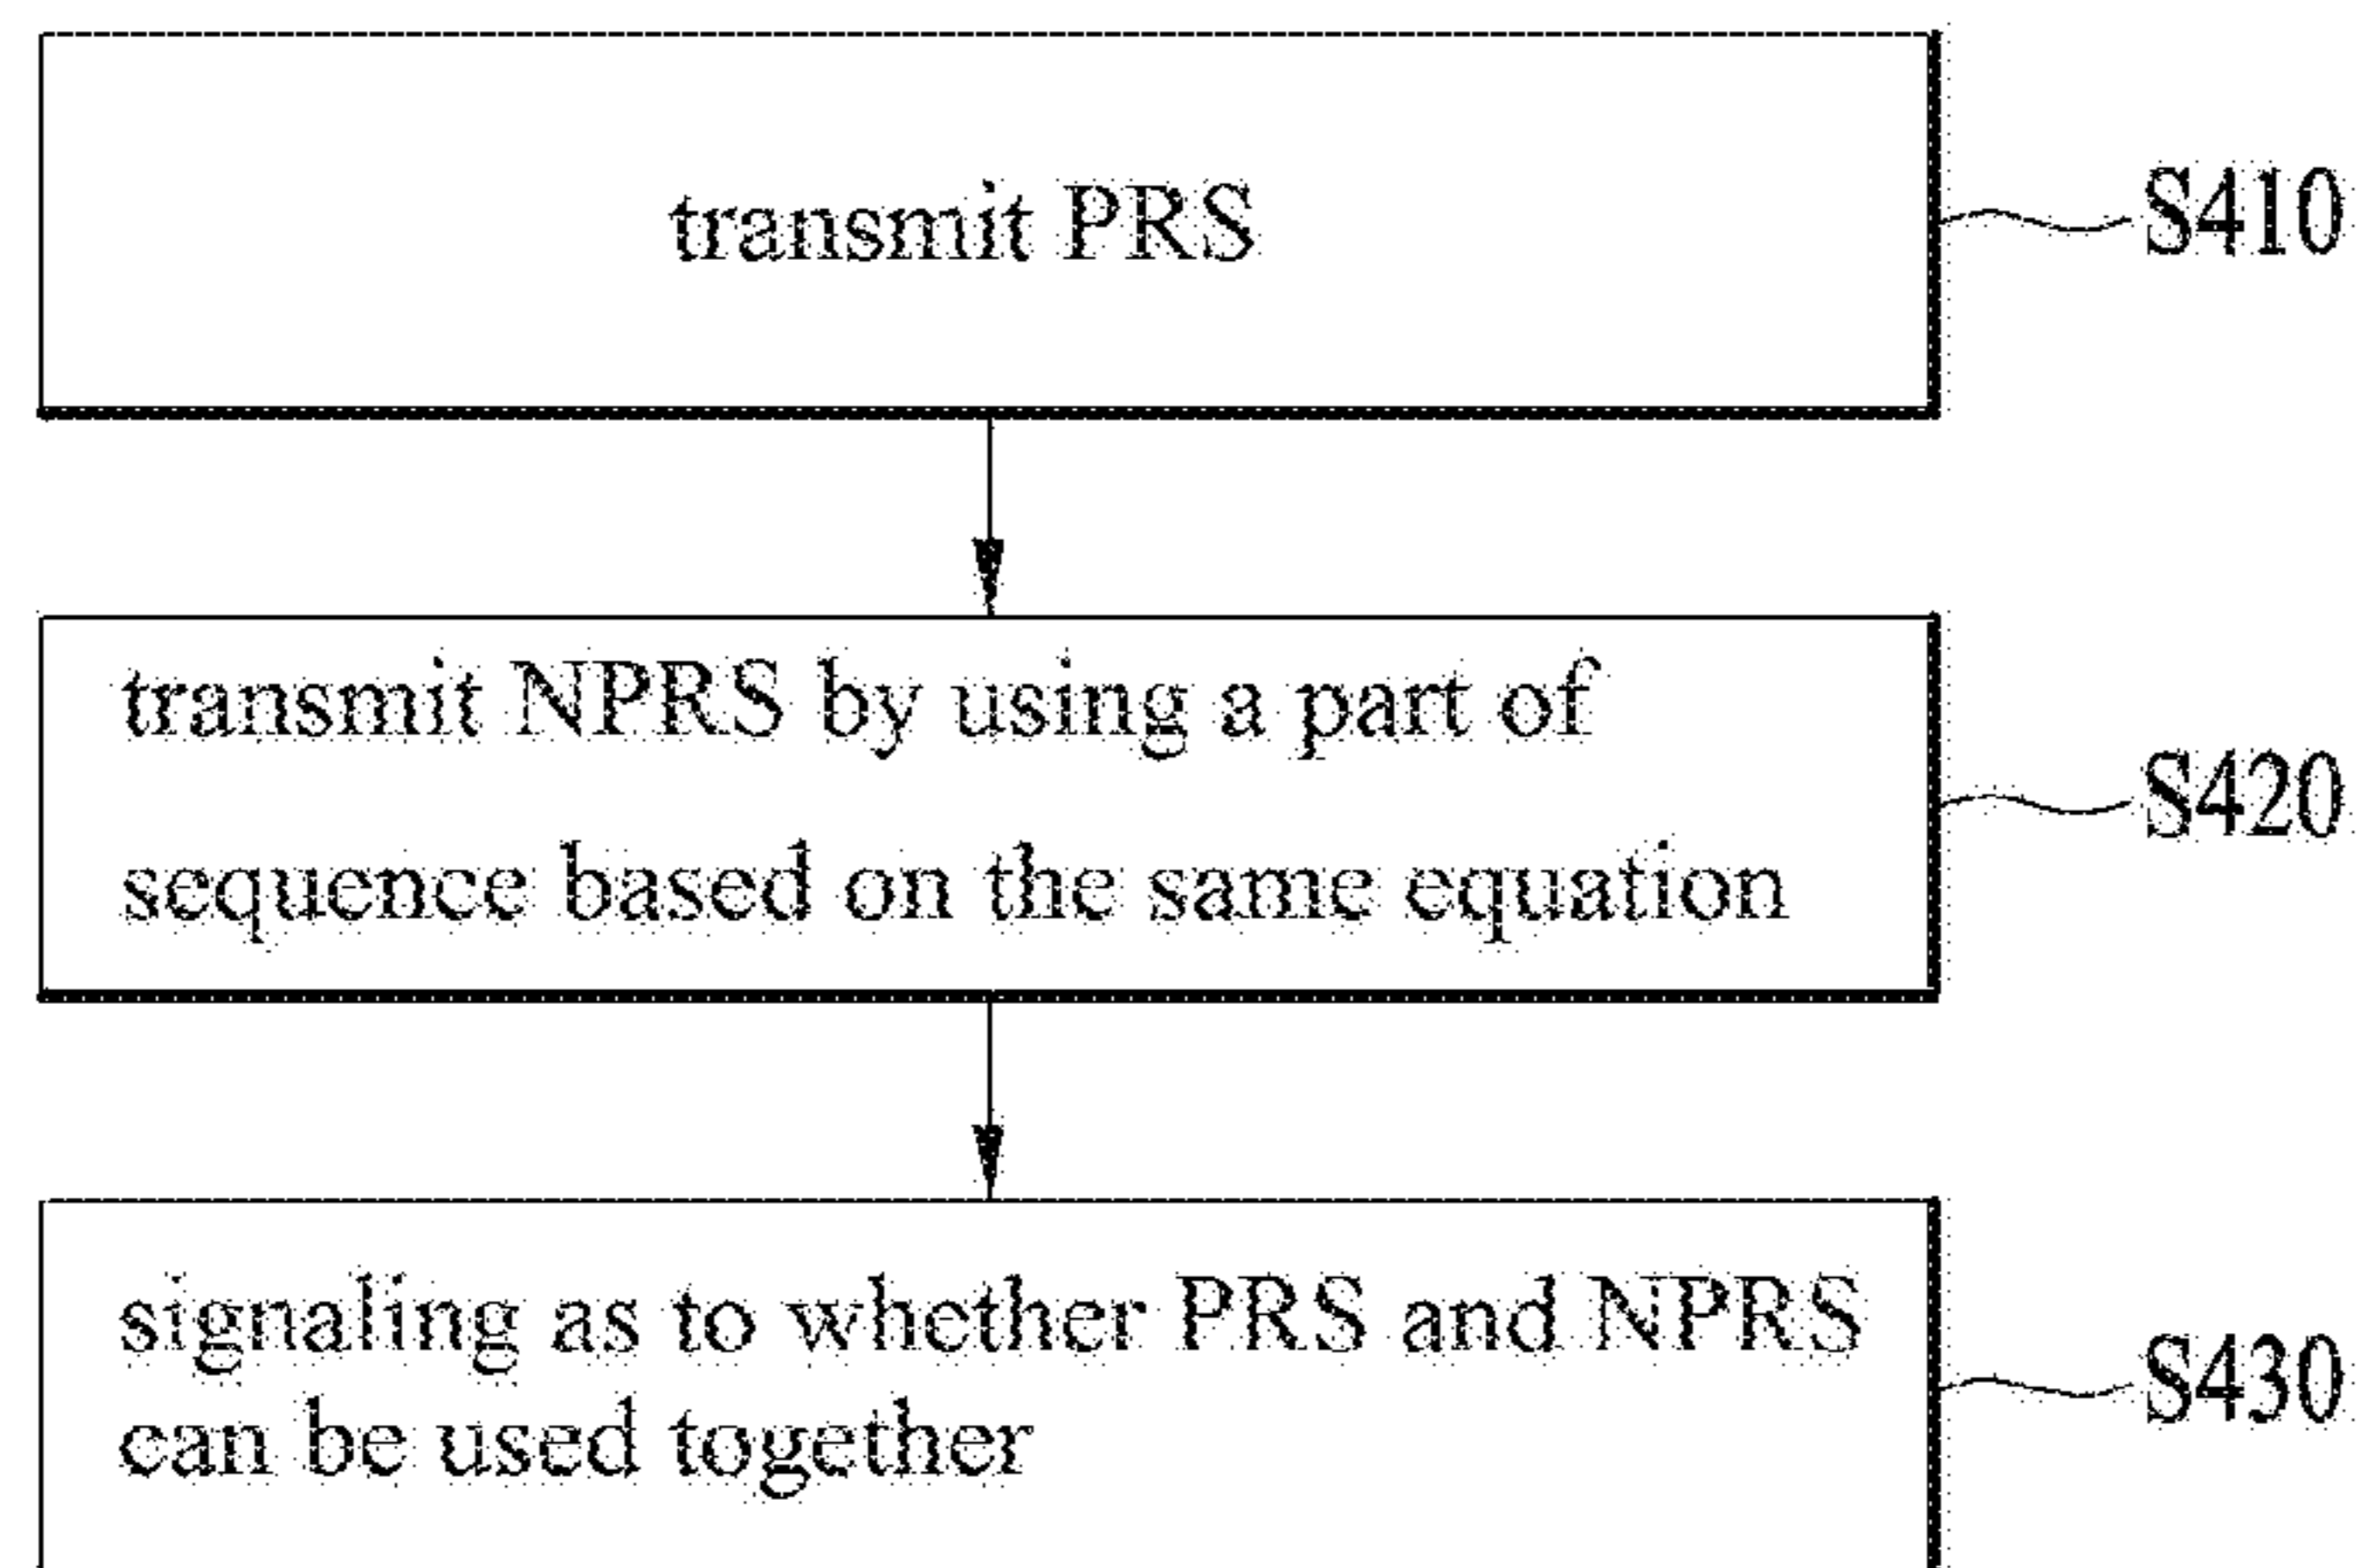 transmit PRS
S410
transmit NPRS by using a part of
sequence based on the same equation
S420
signaling as to whether PRS and NPRS
can be used together
S430